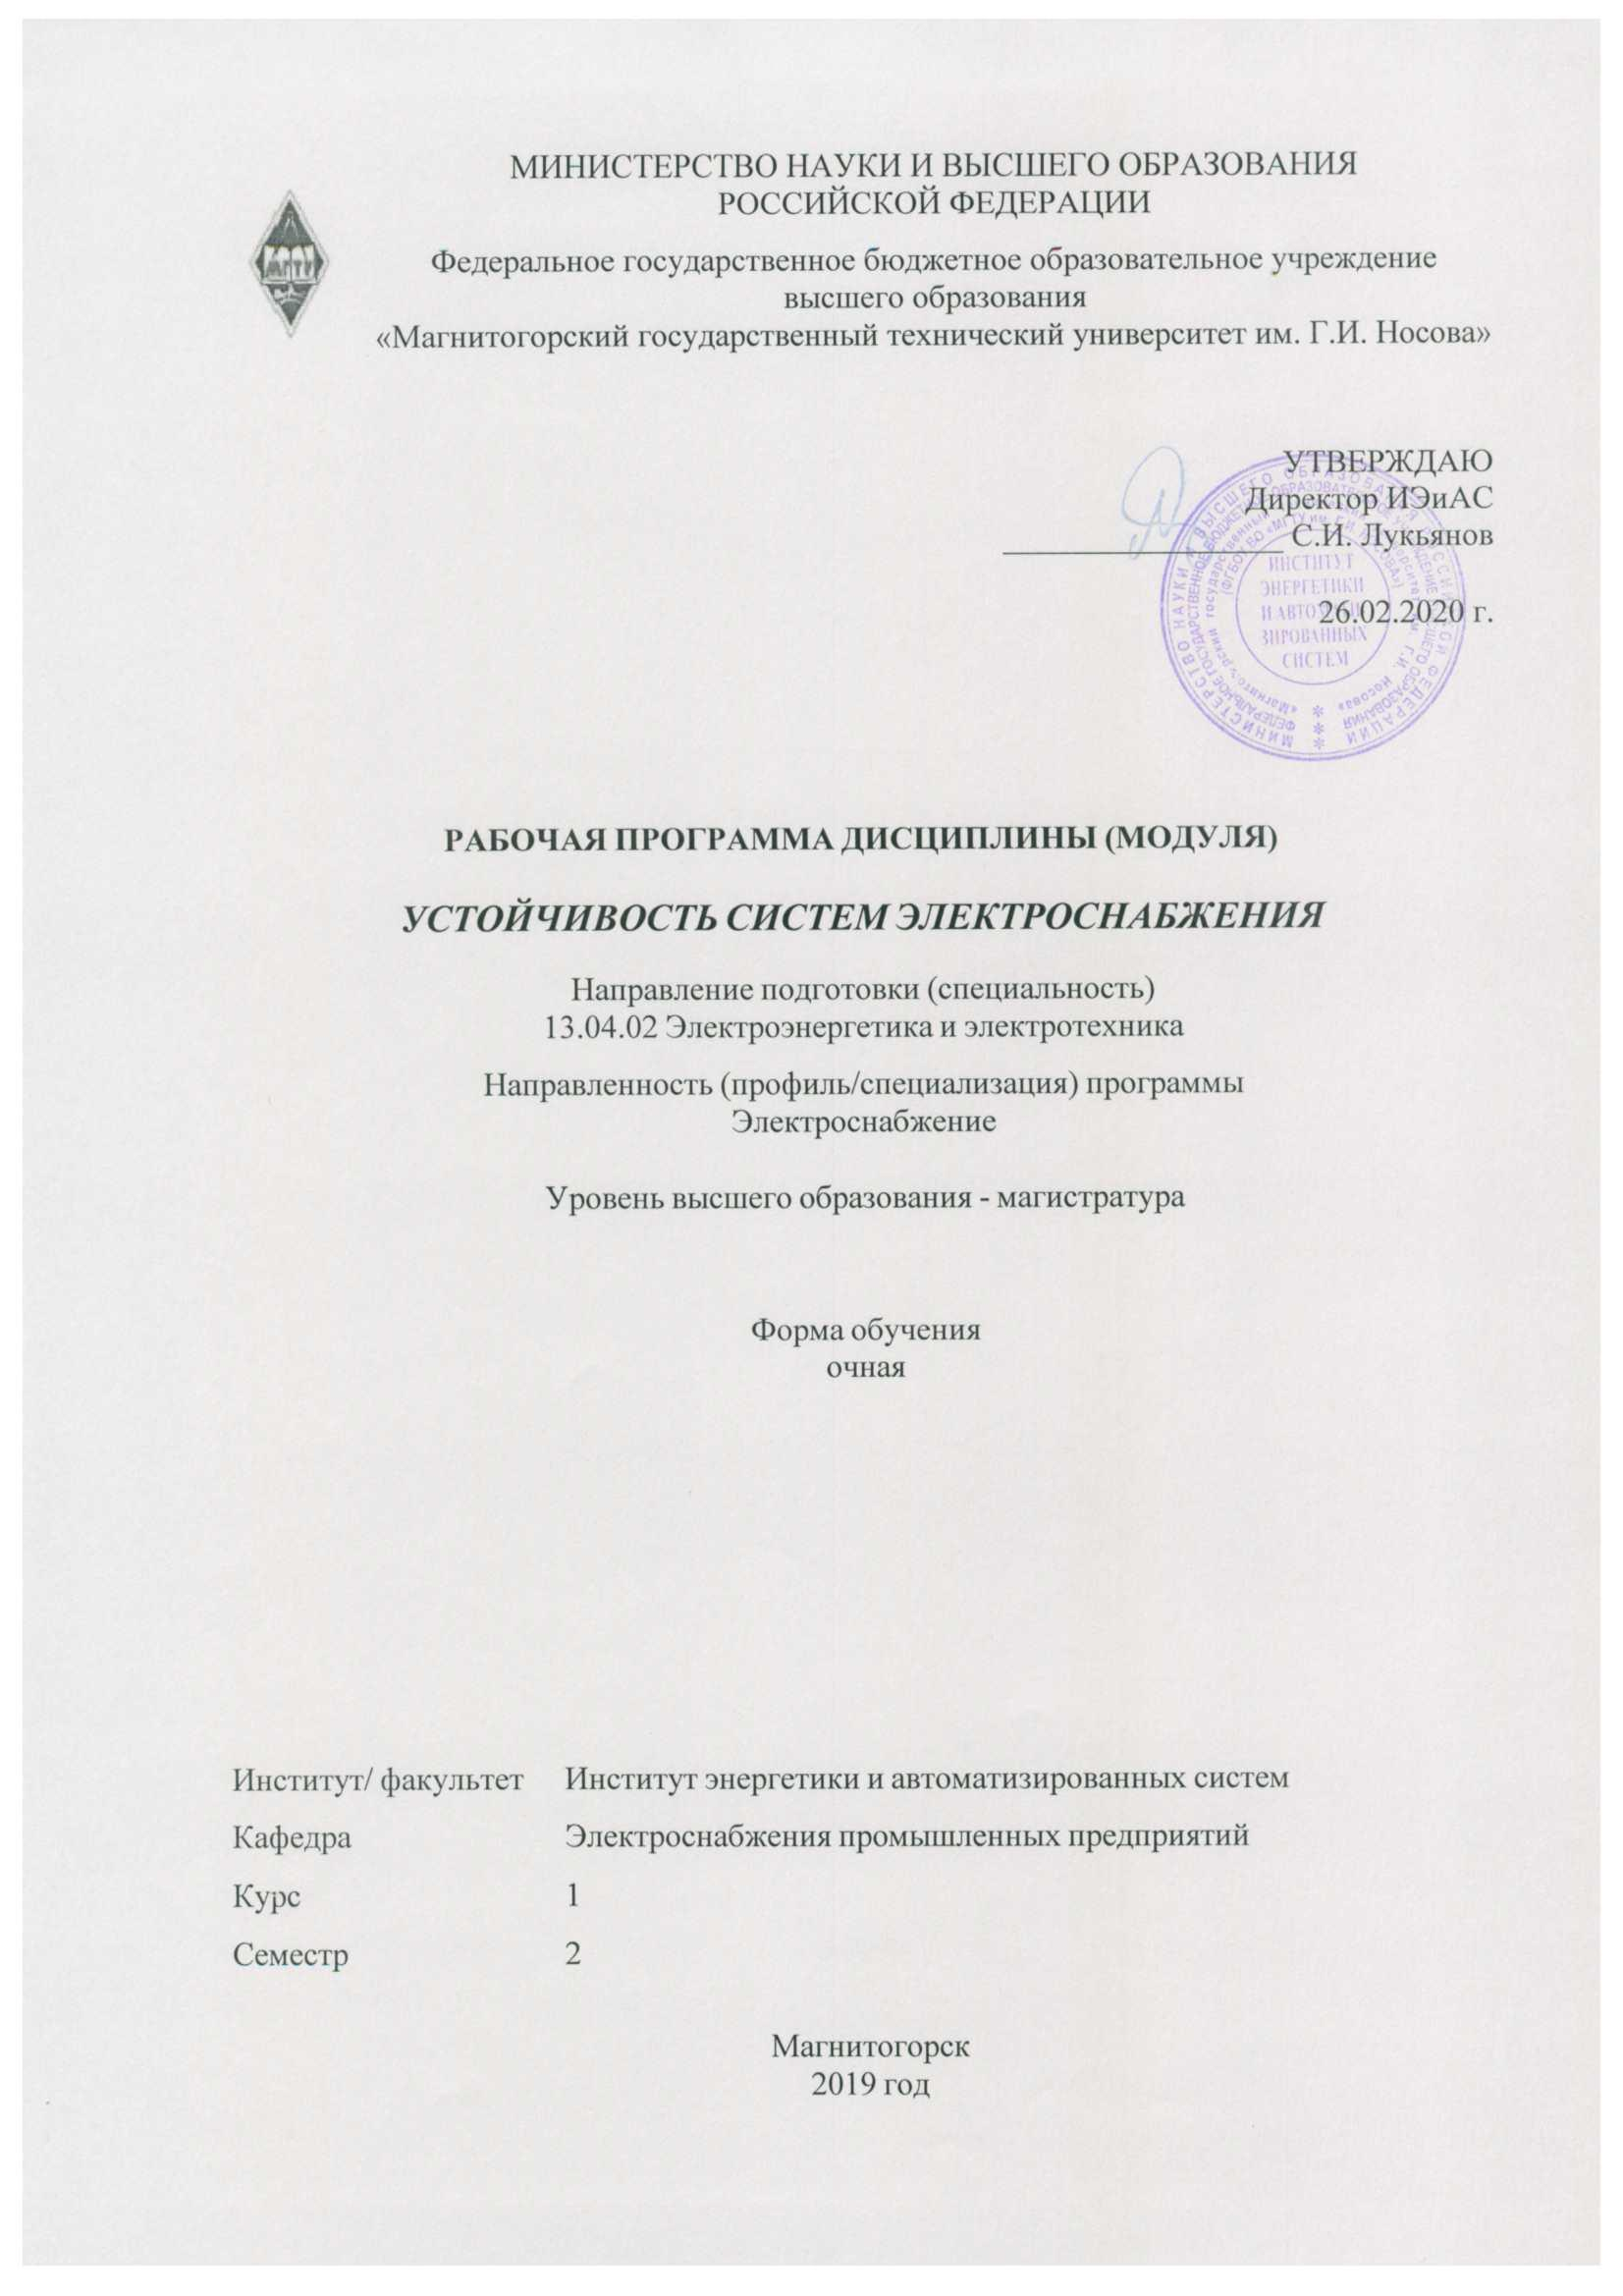 МИНИСТЕРСТВО НАУКИ И ВЫСШЕГО ОБРАЗОВАНИЯ
РОССИЙСКОЙ ФЕДЕРАЦИИ
МГТУ
Федеральное государственное бюджетное образовательное учреждение
высшего образования
«Магнитогорский государственный технический университет им. Г.И. Носова»
УТВЕРЖДАЮ
Директор ИЭиАС
С.И. Лукьянов
26.02.2020 г.
ИНСТИТУТ
ЭНЕРГЕТИКИ
И АВТОМ
ЗИРОВАННЫХ
СИСТЕМ
РАБОЧАЯ ПРОГРАММА ДИСЦИПЛИНЫ (МОДУЛЯ)
УСТОЙЧИВОСТЬ СИСТЕМ ЭЛЕКТРОСНАБЖЕНИЯ
Направление подготовки (специальность)
13.04.02 Электроэнергетика и электротехника
Направленность (профиль/специализация) программы
Электроснабжение
Уровень высшего образования - магистратура
Форма обучения
очная
Институт/ факультет Институт энергетики и автоматизированных систем
Кафедра Электроснабжения промышленных предприятий
Курс 1
Семестр 2
Магнитогорск
2019 год